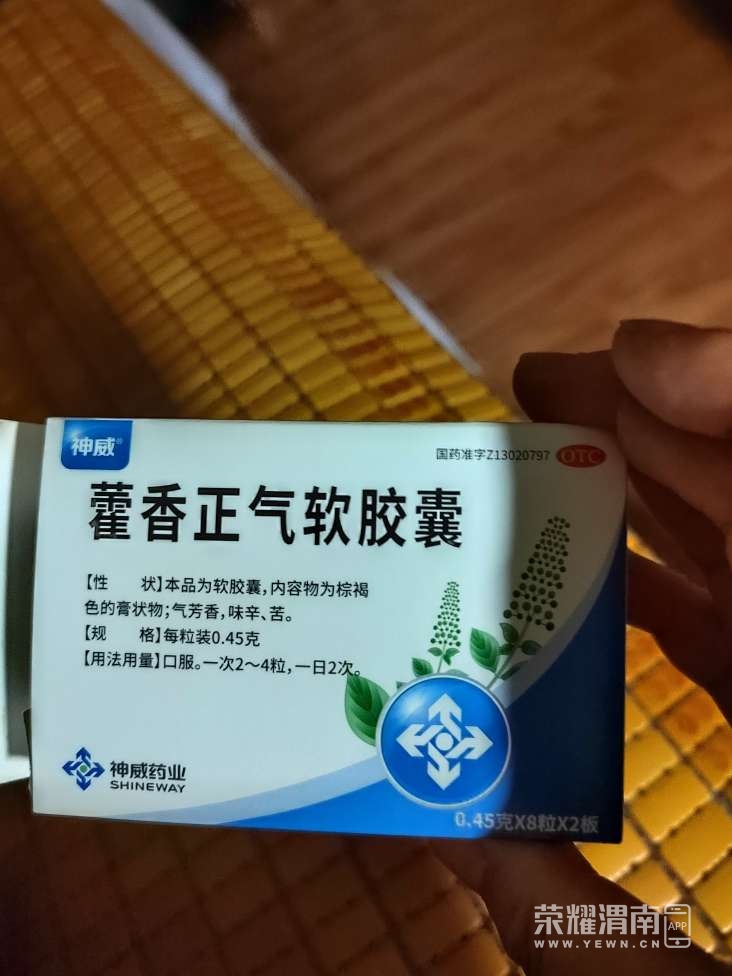 神威®
国药准字Z13020797 OTC
藿香正气软胶囊
【性 状】本品为软胶囊,内容物为棕褐
色的膏状物;气芳香,味辛、苦。
【规 格】每粒装0.45克
【用法用量】口服。一次2～4粒,一日2次。
神威药业
SHINEWAY
0.45克X8粒X2板
荣耀渭南 APP
WWW.YEWN.CN